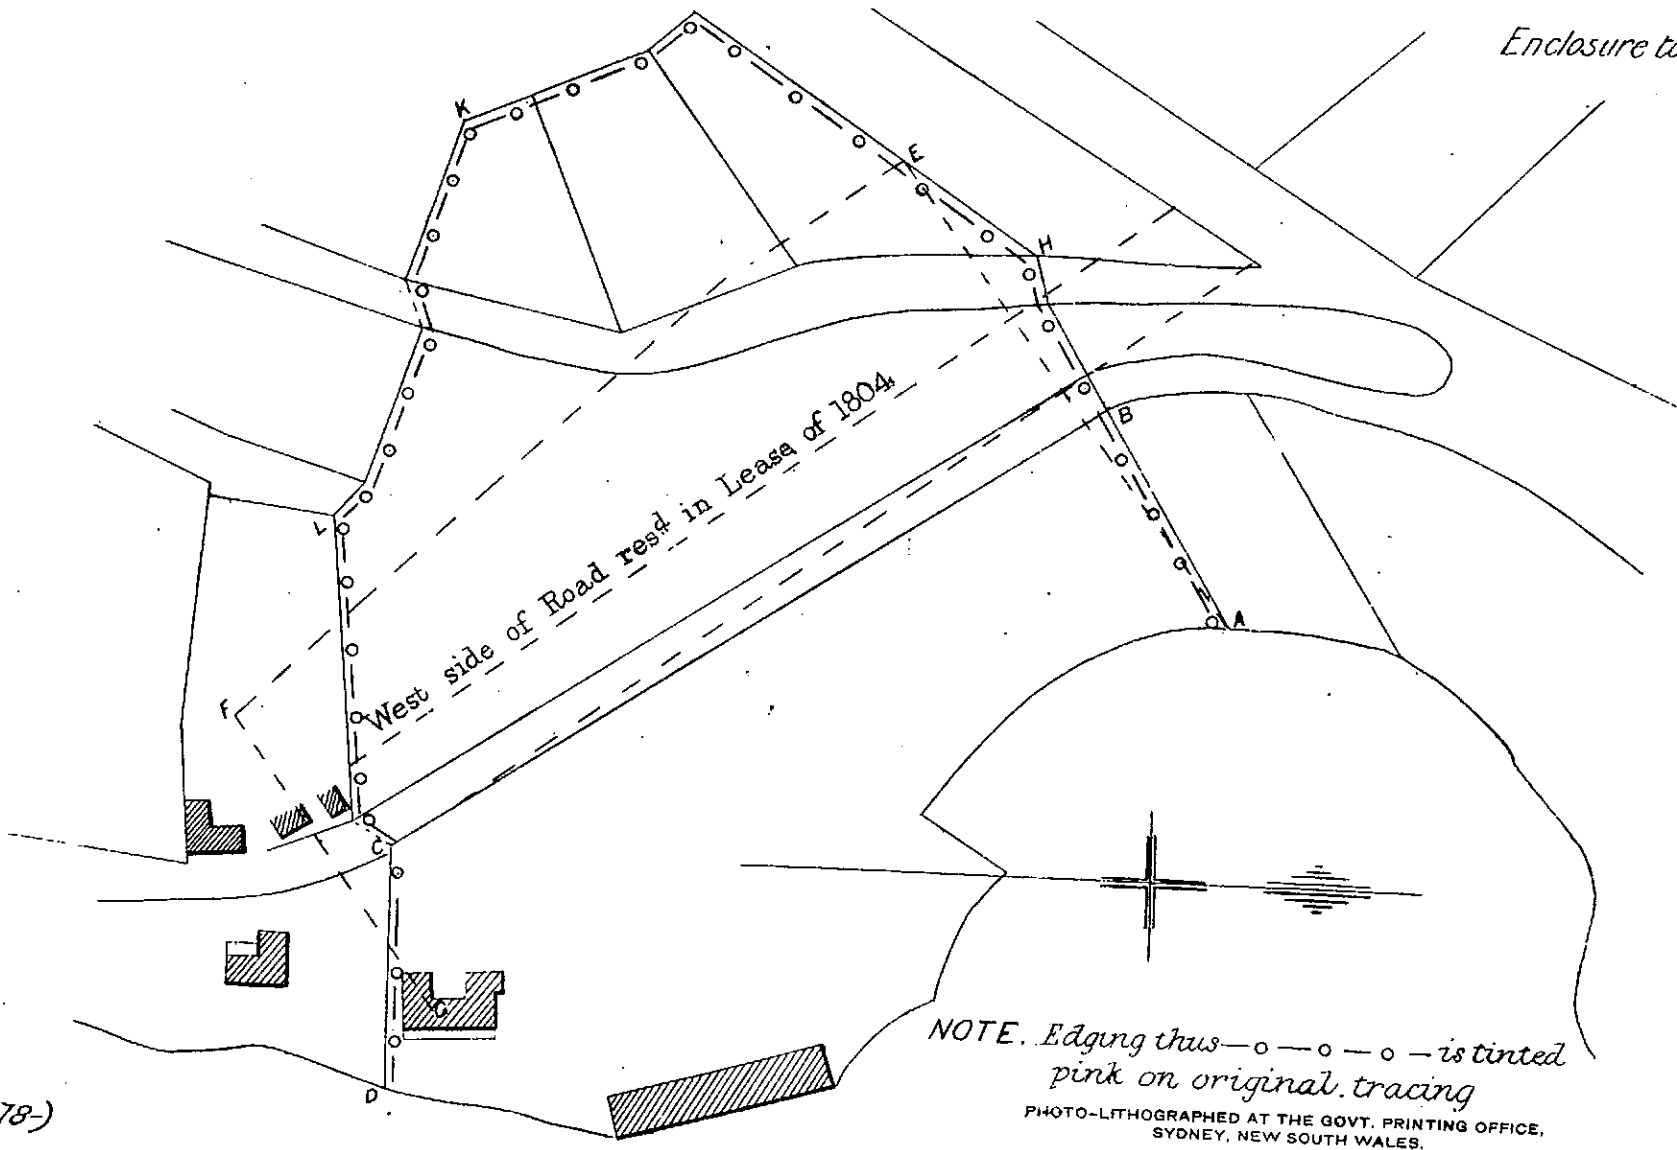 Enclosure to
K
E
H
B
L
A
West side of Road resd in Lease of 1804
F
C
G
D
NOTE. Edging thus —o—o—o— is tinted
pink on original tracing
PHOTO-LITHOGRAPHED AT THE GOVT. PRINTING OFFICE,
SYDNEY, NEW SOUTH WALES.
78-)